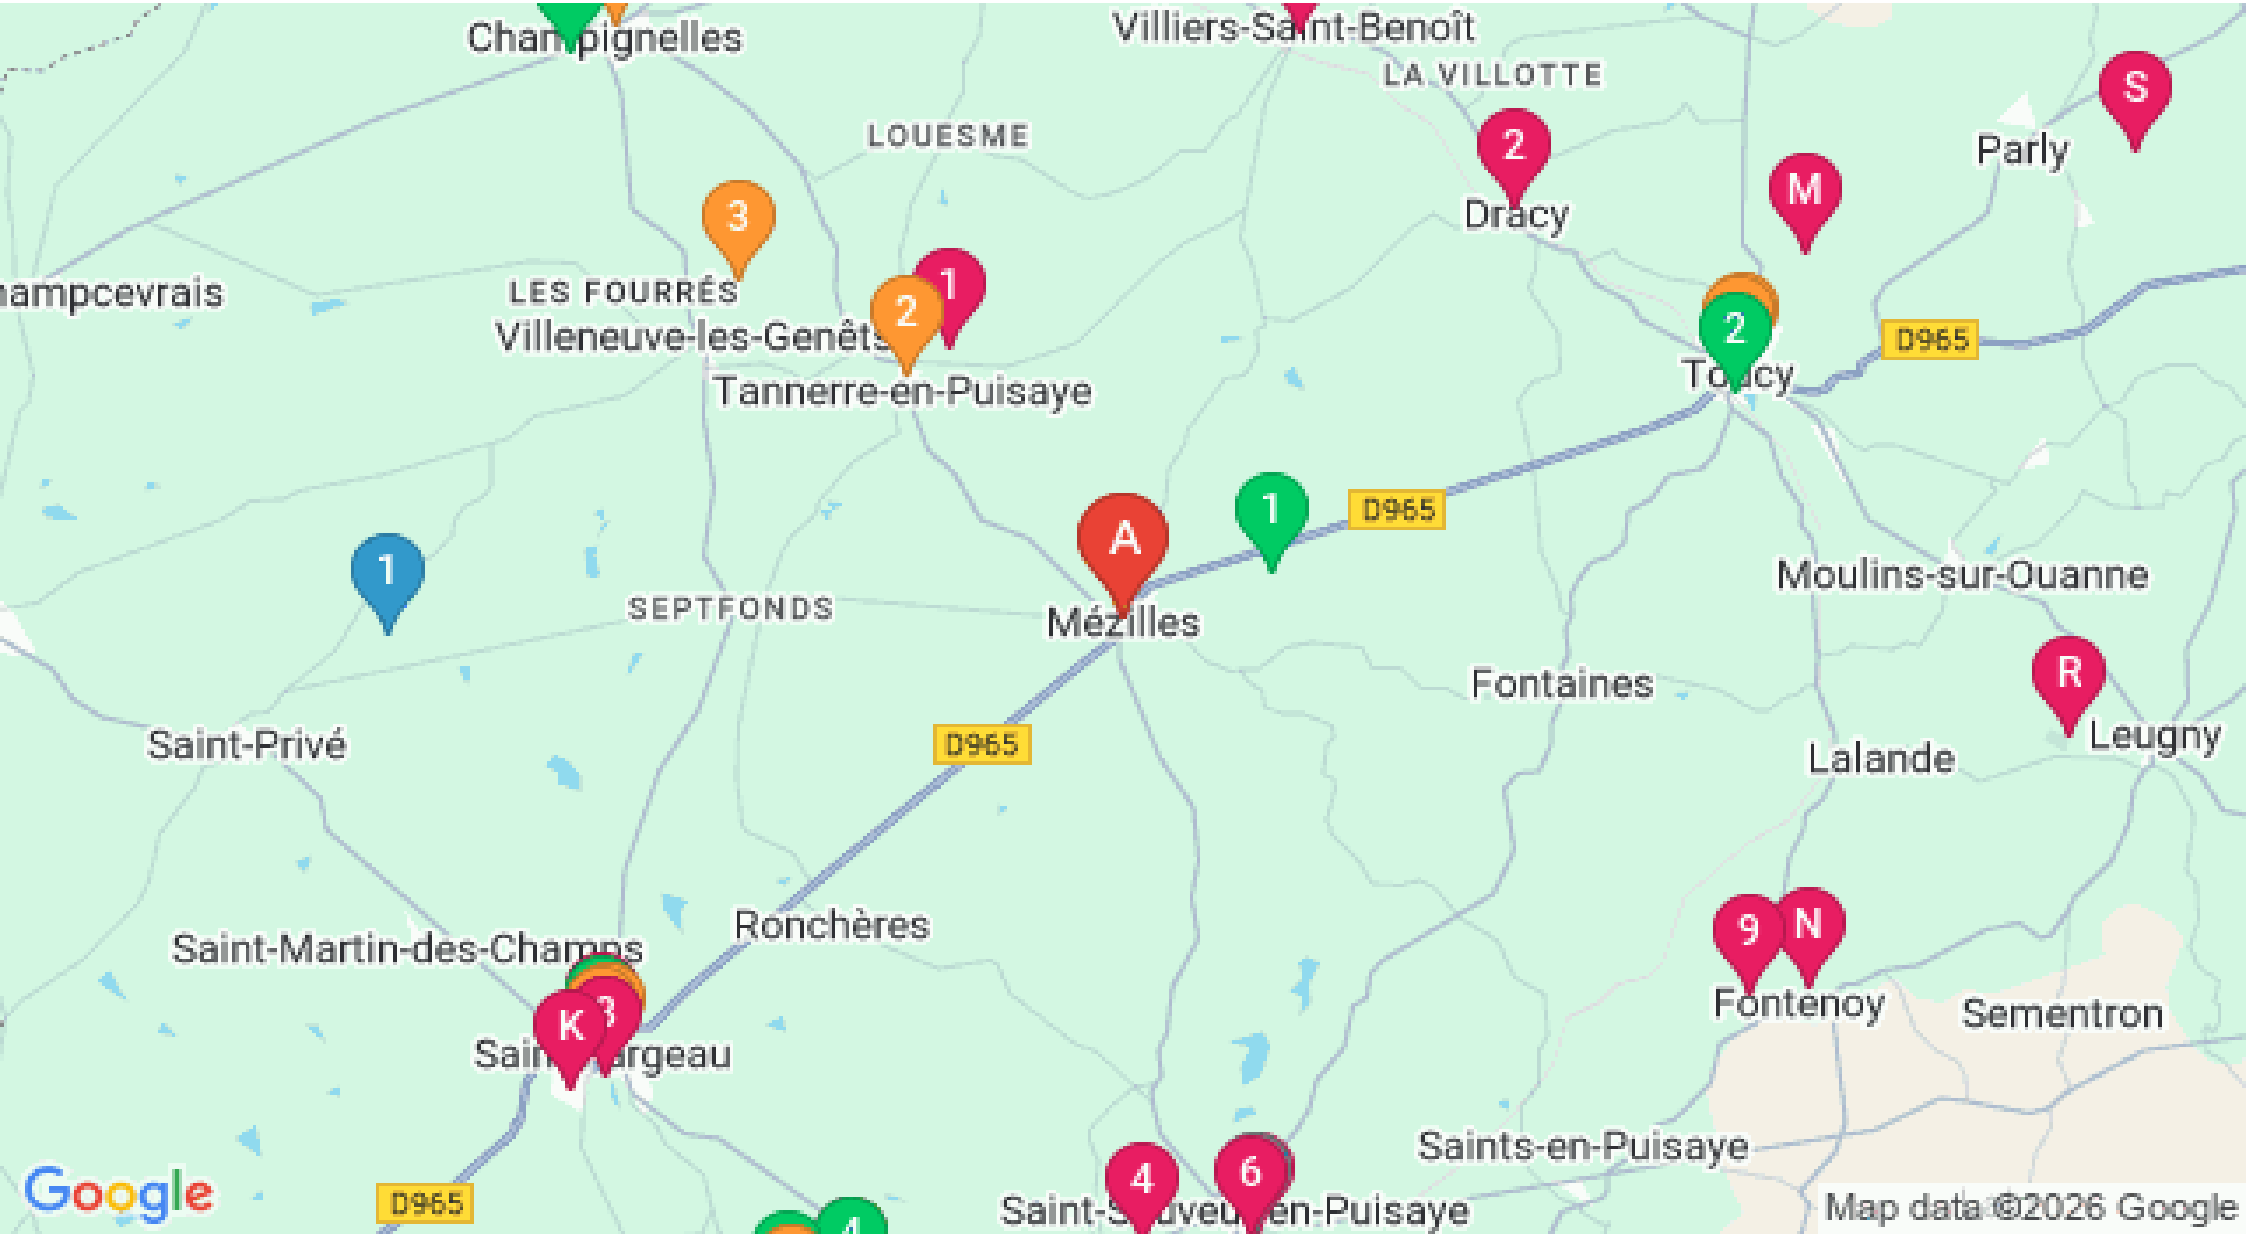 Champignelles
Villiers-Saint-Benoît
LA VILLOTTE
S
LOUESME
2
Parly
M
3
Dracy
1
hampcevrais
LES FOURRÉS
2
2
D965
Villeneuve-les-Genêts
Toucy
Tannerre-en-Puisaye
1
D965
A
1
Moulins-sur-Ouanne
SEPTFONDS
Mézilles
R
Fontaines
Saint-Privé
D965
Leugny
Lalande
Ronchères
9
N
Saint-Martin-des-Champs
Fontenoy
Sementron
3
K
Saint-Fargeau
Saints-en-Puisaye
4
6
Google
D965
Saint-Sauveur-en-Puisaye
4
Map data ©2026 Google